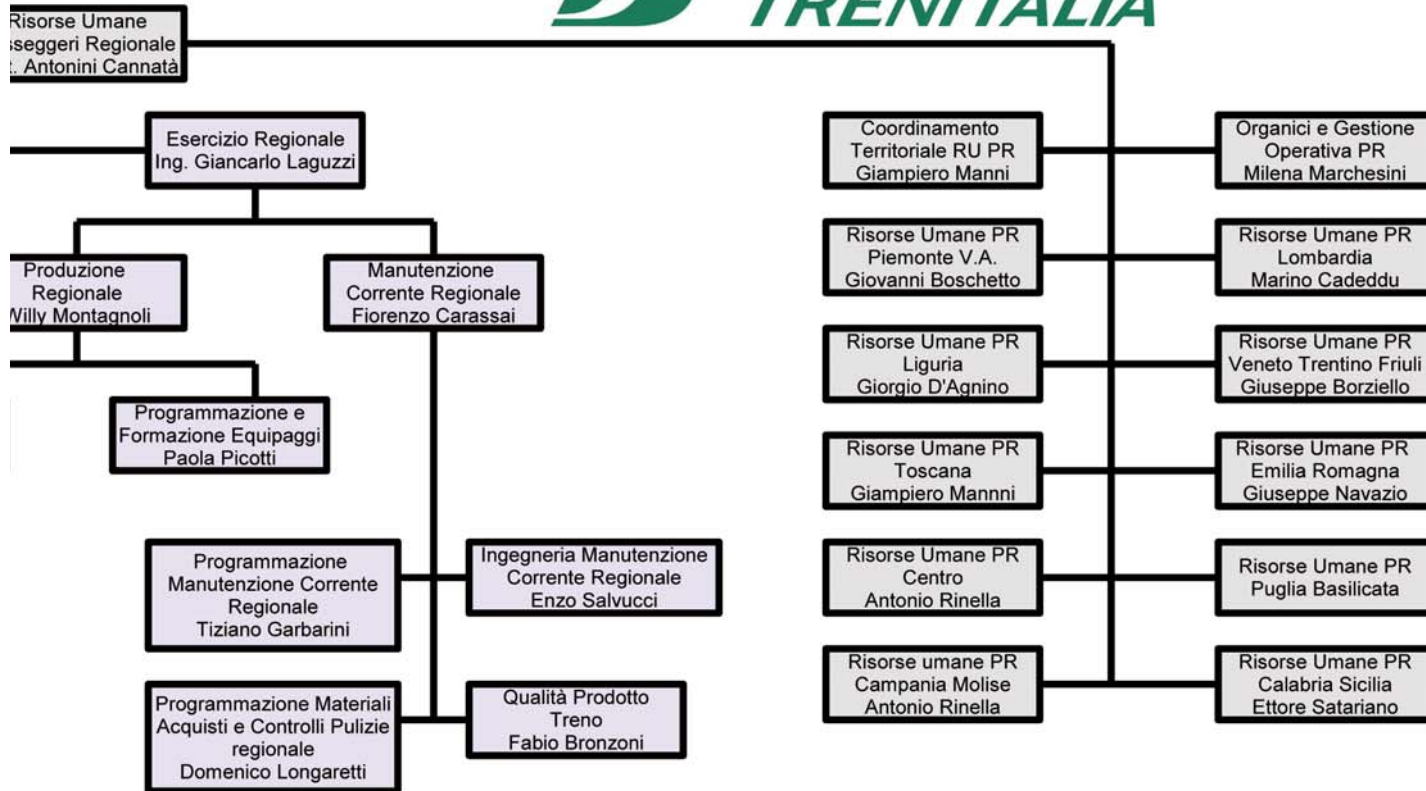 TRENITALIA
Risorse Umane
sseggeri Regionale
t. Antonini Cannatà
Esercizio Regionale
Ing. Giancarlo Laguzzi
Produzione
Regionale
Willy Montagnoli
Manutenzione
Corrente Regionale
Fiorenzo Carassai
Programmazione e
Formazione Equipaggi
Paola Picotti
Programmazione
Manutenzione Corrente
Regionale
Tiziano Garbarini
Ingegneria Manutenzione
Corrente Regionale
Enzo Salvucci
Programmazione Materiali
Acquisti e Controlli Pulizie
regionale
Domenico Longaretti
Qualità Prodotto
Treno
Fabio Bronzoni
Coordinamento
Territoriale RU PR
Giampiero Manni
Organici e Gestione
Operativa PR
Milena Marchesini
Risorse Umane PR
Piemonte V.A.
Giovanni Boschetto
Risorse Umane PR
Lombardia
Marino Cadeddu
Risorse Umane PR
Liguria
Giorgio D'Agnino
Risorse Umane PR
Veneto Trentino Friuli
Giuseppe Borziello
Risorse Umane PR
Toscana
Giampiero Mannni
Risorse Umane PR
Emilia Romagna
Giuseppe Navazio
Risorse Umane PR
Centro
Antonio Rinella
Risorse Umane PR
Puglia Basilicata
Risorse umane PR
Campania Molise
Antonio Rinella
Risorse Umane PR
Calabria Sicilia
Ettore Satariano